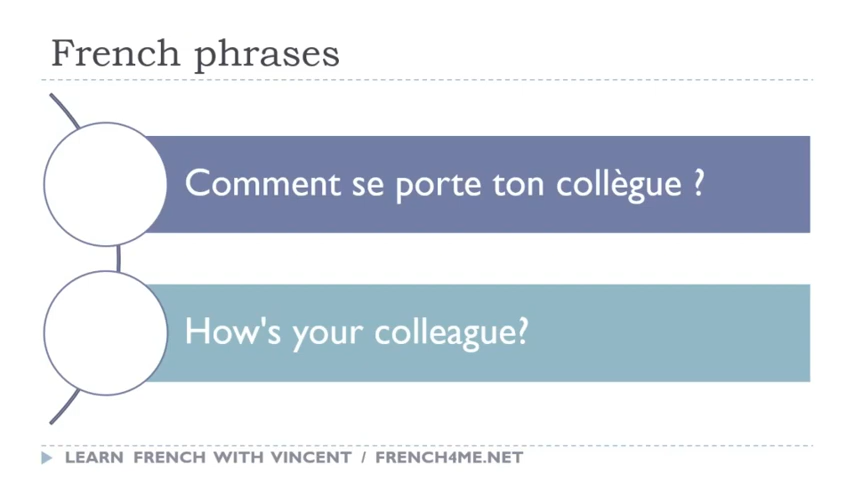 French phrases
Comment se porte ton collègue ?
How's your colleague?
LEARN FRENCH WITH VINCENT / FRENCH4ME.NET